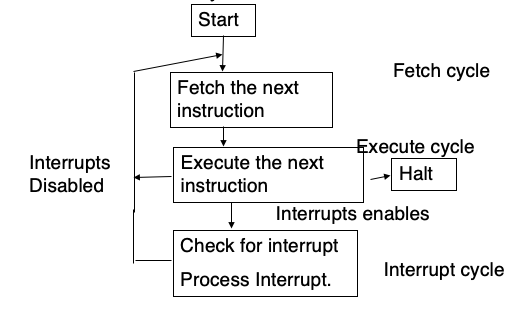 Start
Fetch cycle
Fetch the next
instruction
Execute cycle
Interrupts
Disabled
Execute the next
instruction
Halt
Interrupts enables
Check for interrupt
Process Interrupt.
Interrupt cycle